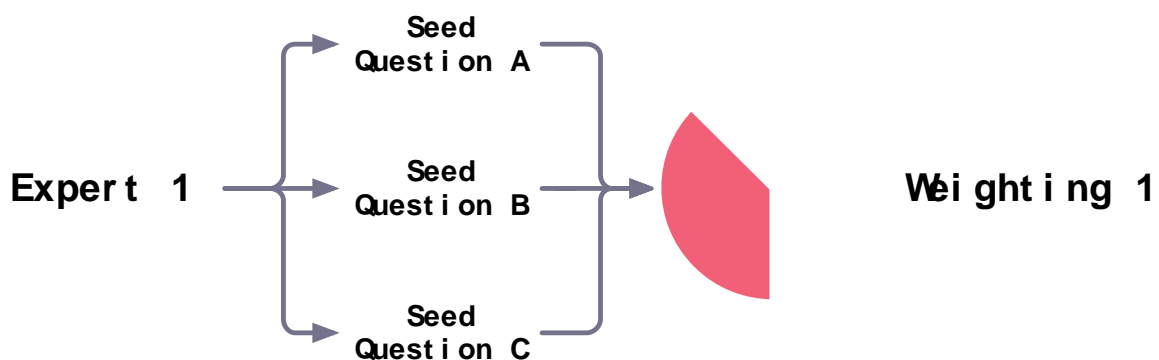 Seed
Question A
Expert 1
Seed
Question B
Weighting 1
Seed
Question C